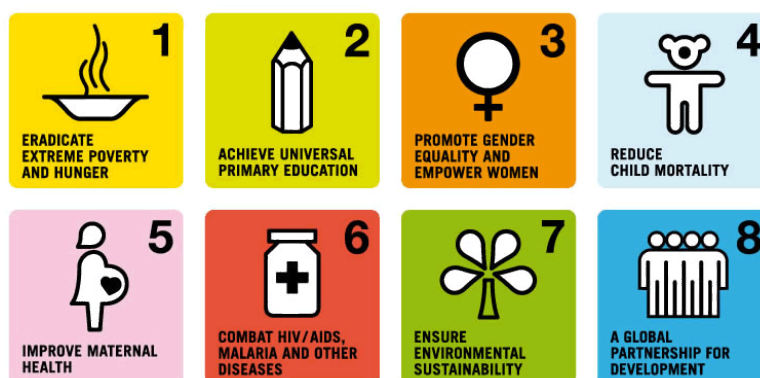 1
ERADICATE
EXTREME POVERTY
AND HUNGER
2
ACHIEVE UNIVERSAL
PRIMARY EDUCATION
3
PROMOTE GENDER
EQUALITY AND
EMPOWER WOMEN
4
REDUCE
CHILD MORTALITY
5
IMPROVE MATERNAL
HEALTH
6
COMBAT HIV/AIDS,
MALARIA AND OTHER
DISEASES
7
ENSURE
ENVIRONMENTAL
SUSTAINABILITY
8
A GLOBAL
PARTNERSHIP FOR
DEVELOPMENT